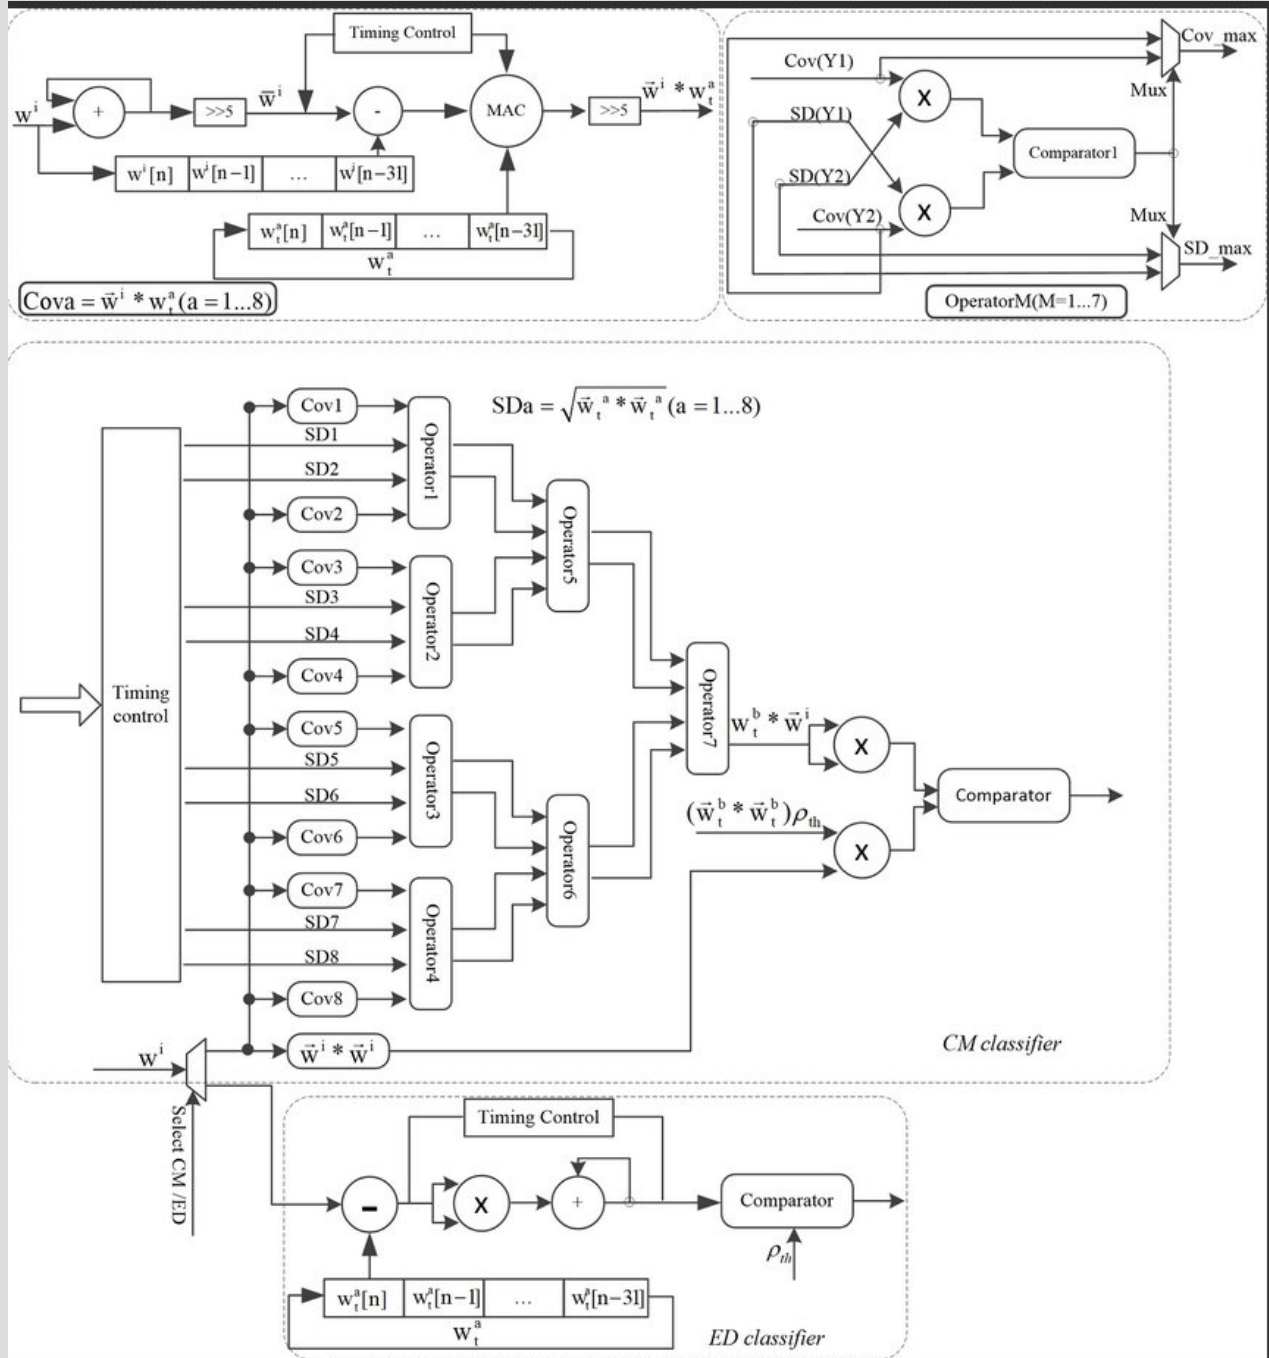 Timing Control
w^i
+
>>5
w̅^i
-
MAC
>>5
w⃗^i * w_t^a
w^i[n] w^i[n-1] ... w^i[n-31]
w_t^a[n] w_t^a[n-1] ... w_t^a[n-31]
w_t^a
Cova = w⃗^i * w_t^a (a = 1...8)
Cov(Y1)
X
SD(Y1)
SD(Y2)
Cov(Y2)
X
Comparator1
Cov_max
Mux
Mux
SD_max
OperatorM(M=1...7)
SDa = √(w⃗_t^a * w⃗_t^a) (a = 1...8)
Timing
control
Cov1
SD1
SD2
Cov2
Operator1
Cov3
SD3
SD4
Cov4
Operator2
Cov5
SD5
SD6
Cov6
Operator3
Cov7
SD7
SD8
Cov8
Operator4
Operator5
Operator6
Operator7
w_t^b * w⃗^i
X
(w⃗_t^b * w⃗_t^b)ρ_th
X
Comparator
w^i
w⃗^i * w⃗^i
CM classifier
Select CM /ED
Timing Control
-
X
+
Comparator
ρ_th
w_t^a[n] w_t^a[n-1] ... w_t^a[n-31]
w_t^a
ED classifier